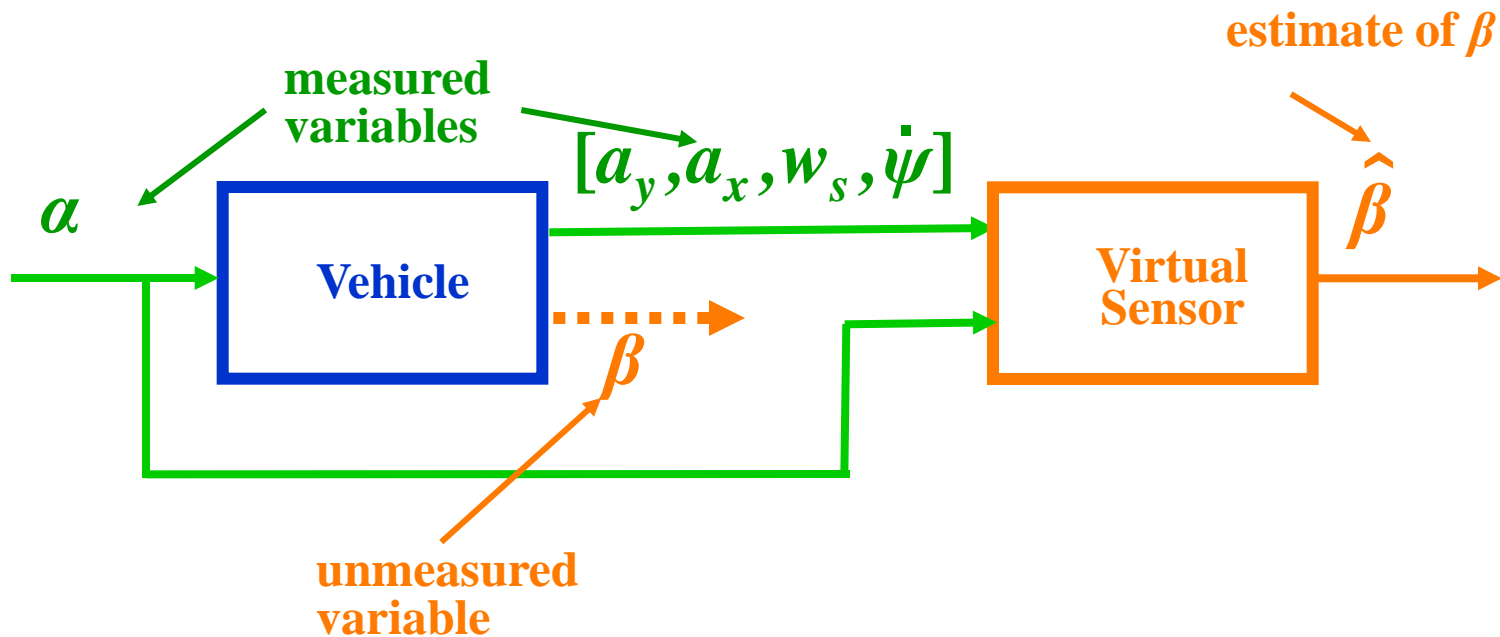 estimate of β
measured
variables
[a_y, a_x, w_s, ψ̇]
α
β̂
Vehicle
Virtual
Sensor
β
unmeasured
variable